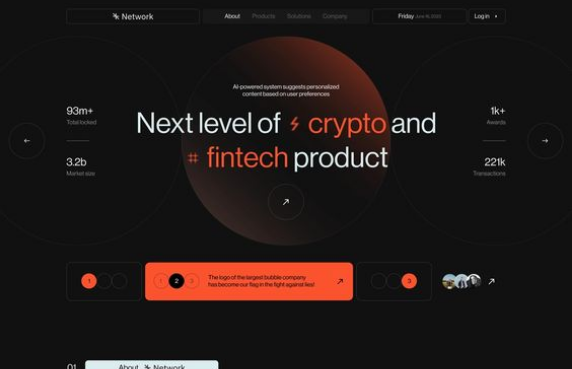 Network
About Products Solutions Company
Friday
Log in
AI-powered system suggests personalized
content based on user preferences
93m+
Total locked
1k+
Awards
Next level of crypto and
# fintech product
3.2b
Market size
221k
Transactions
1
1 2 3
The logo of the largest bubble company
has become our flag in the fight against lies!
3
01
About Network